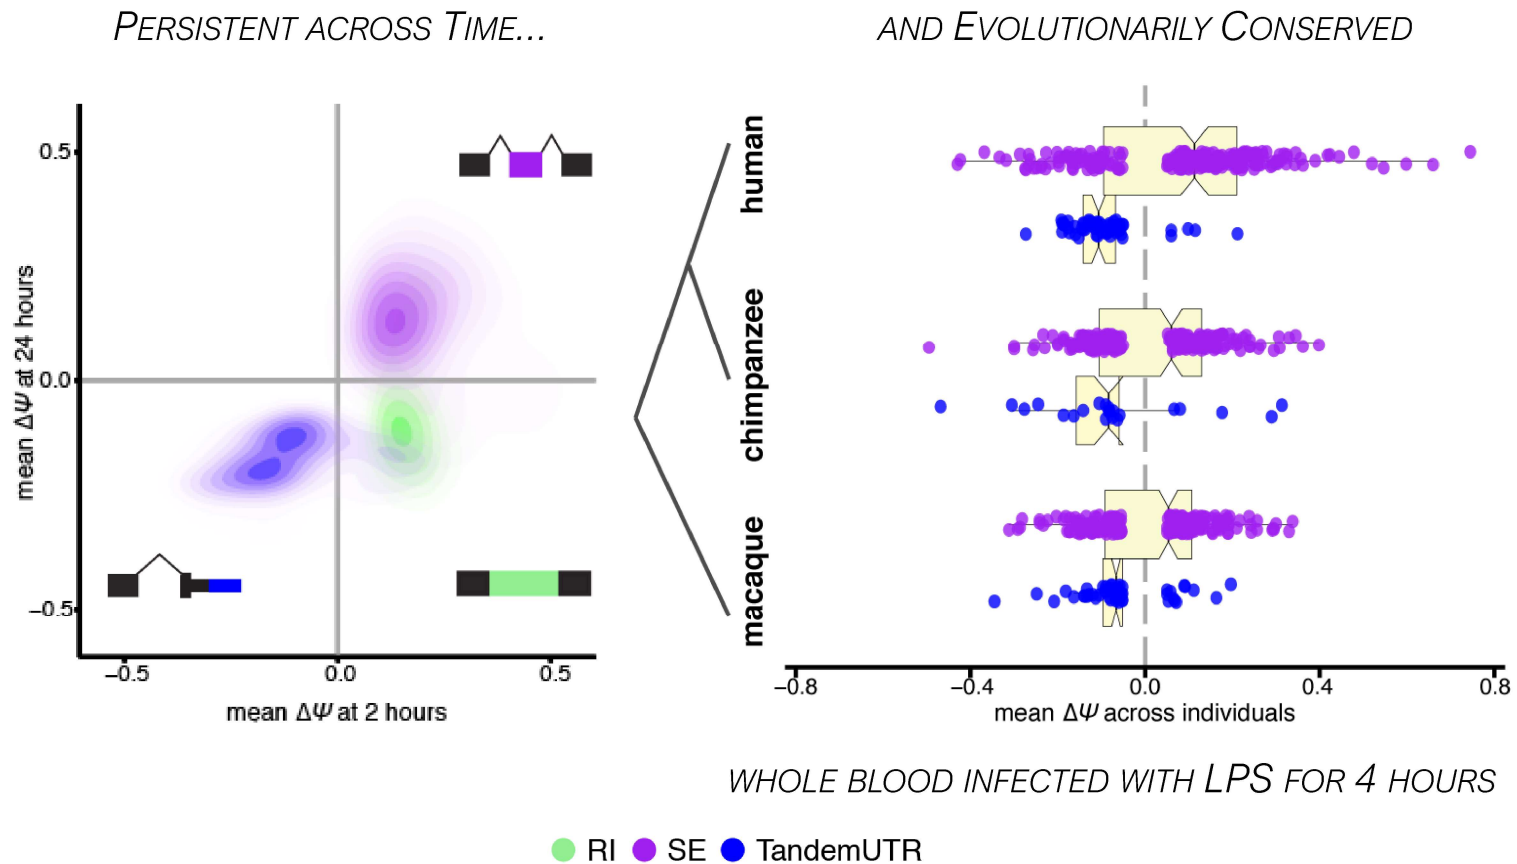 PERSISTENT ACROSS TIME...
AND EVOLUTIONARILY CONSERVED
mean ΔΨ at 24 hours
0.5
0.0
−0.5
−0.5
0.0
0.5
mean ΔΨ at 2 hours
human
chimpanzee
macaque
−0.8
−0.4
0.0
0.4
0.8
mean ΔΨ across individuals
WHOLE BLOOD INFECTED WITH LPS FOR 4 HOURS
RI SE TandemUTR